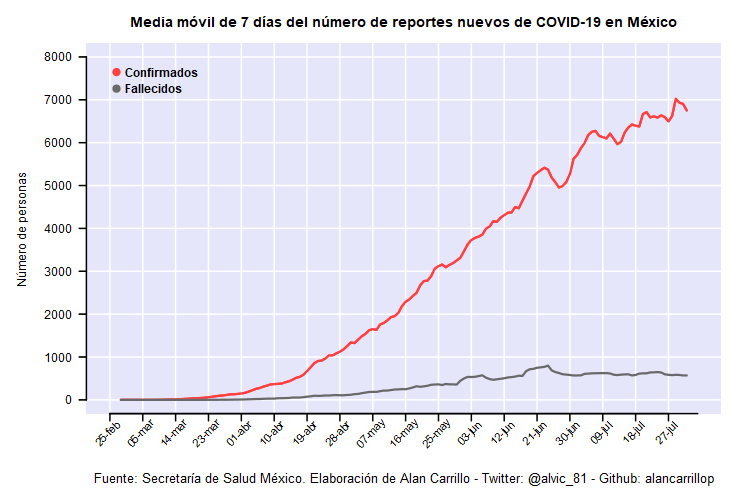 Media móvil de 7 días del número de reportes nuevos de COVID-19 en México
Confirmados
Fallecidos
Número de personas
8000
7000
6000
5000
4000
3000
2000
1000
0
25-feb
05-mar
14-mar
23-mar
01-abr
10-abr
19-abr
28-abr
07-may
16-may
25-may
03-jun
12-jun
21-jun
30-jun
09-jul
18-jul
27-jul
Fuente: Secretaría de Salud México. Elaboración de Alan Carrillo - Twitter: @alvic_81 - Github: alancarrillop